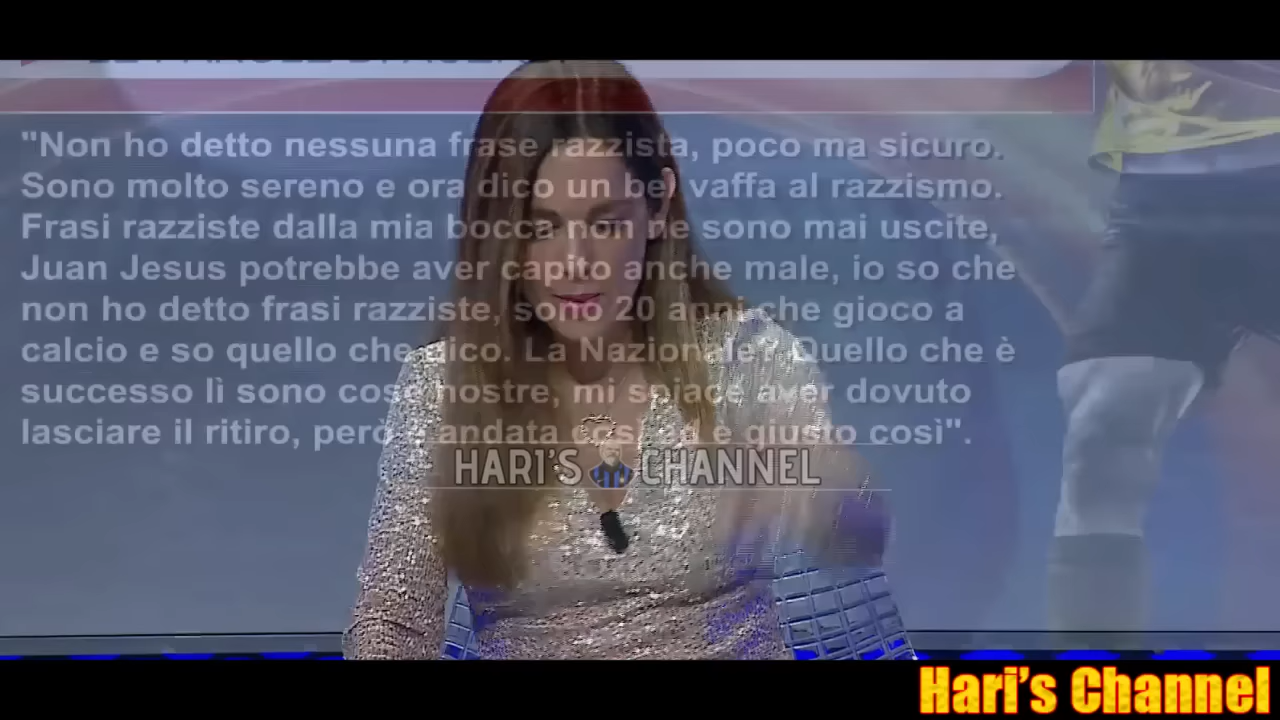 "Non ho detto nessuna frase razzista, poco ma sicuro.
Sono molto sereno e ora dico un bel vaffa al razzismo.
Frasi razziste dalla mia bocca non ne sono mai uscite,
Juan Jesus potrebbe aver capito anche male, io so che
non ho detto frasi razziste, sono 20 anni che gioco a
calcio e so quello che dico. La Nazionale? Quello che è
successo lì sono cose nostre, mi spiace aver dovuto
lasciare il ritiro, però è andata così ed è giusto così".
HARI'S CHANNEL
Hari's Channel